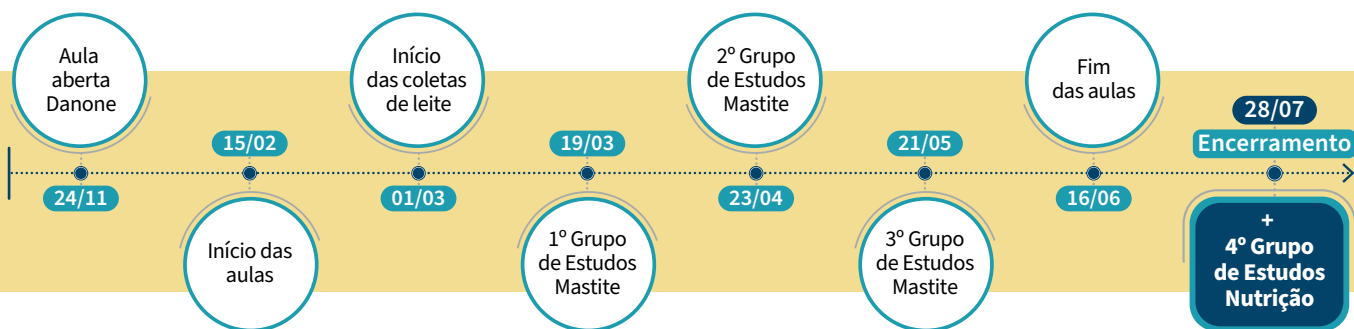 Aula
aberta
Danone
24/11
15/02
Início das
aulas
Início
das coletas
de leite
01/03
19/03
1º Grupo
de Estudos
Mastite
2º Grupo
de Estudos
Mastite
23/04
21/05
3º Grupo
de Estudos
Mastite
Fim
das aulas
16/06
28/07
Encerramento
+
4º Grupo
de Estudos
Nutrição